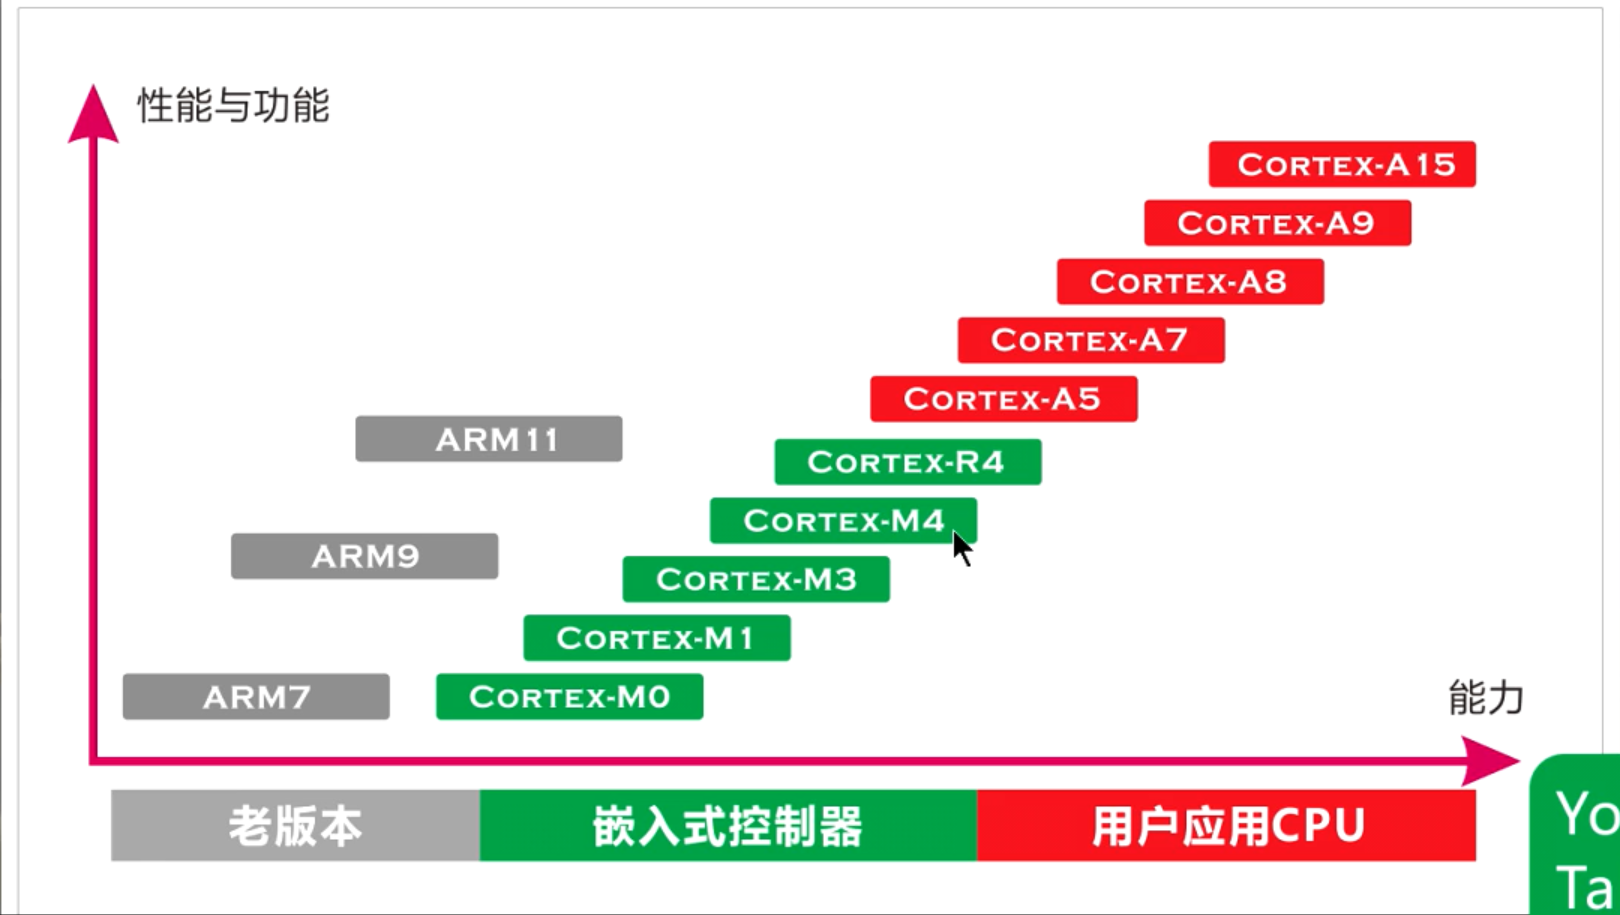 性能与功能
CORTEX-A15
CORTEX-A9
CORTEX-A8
CORTEX-A7
CORTEX-A5
ARM11
CORTEX-R4
CORTEX-M4
ARM9
CORTEX-M3
CORTEX-M1
ARM7
CORTEX-M0
能力
老版本
嵌入式控制器
用户应用CPU
Yo
Ta